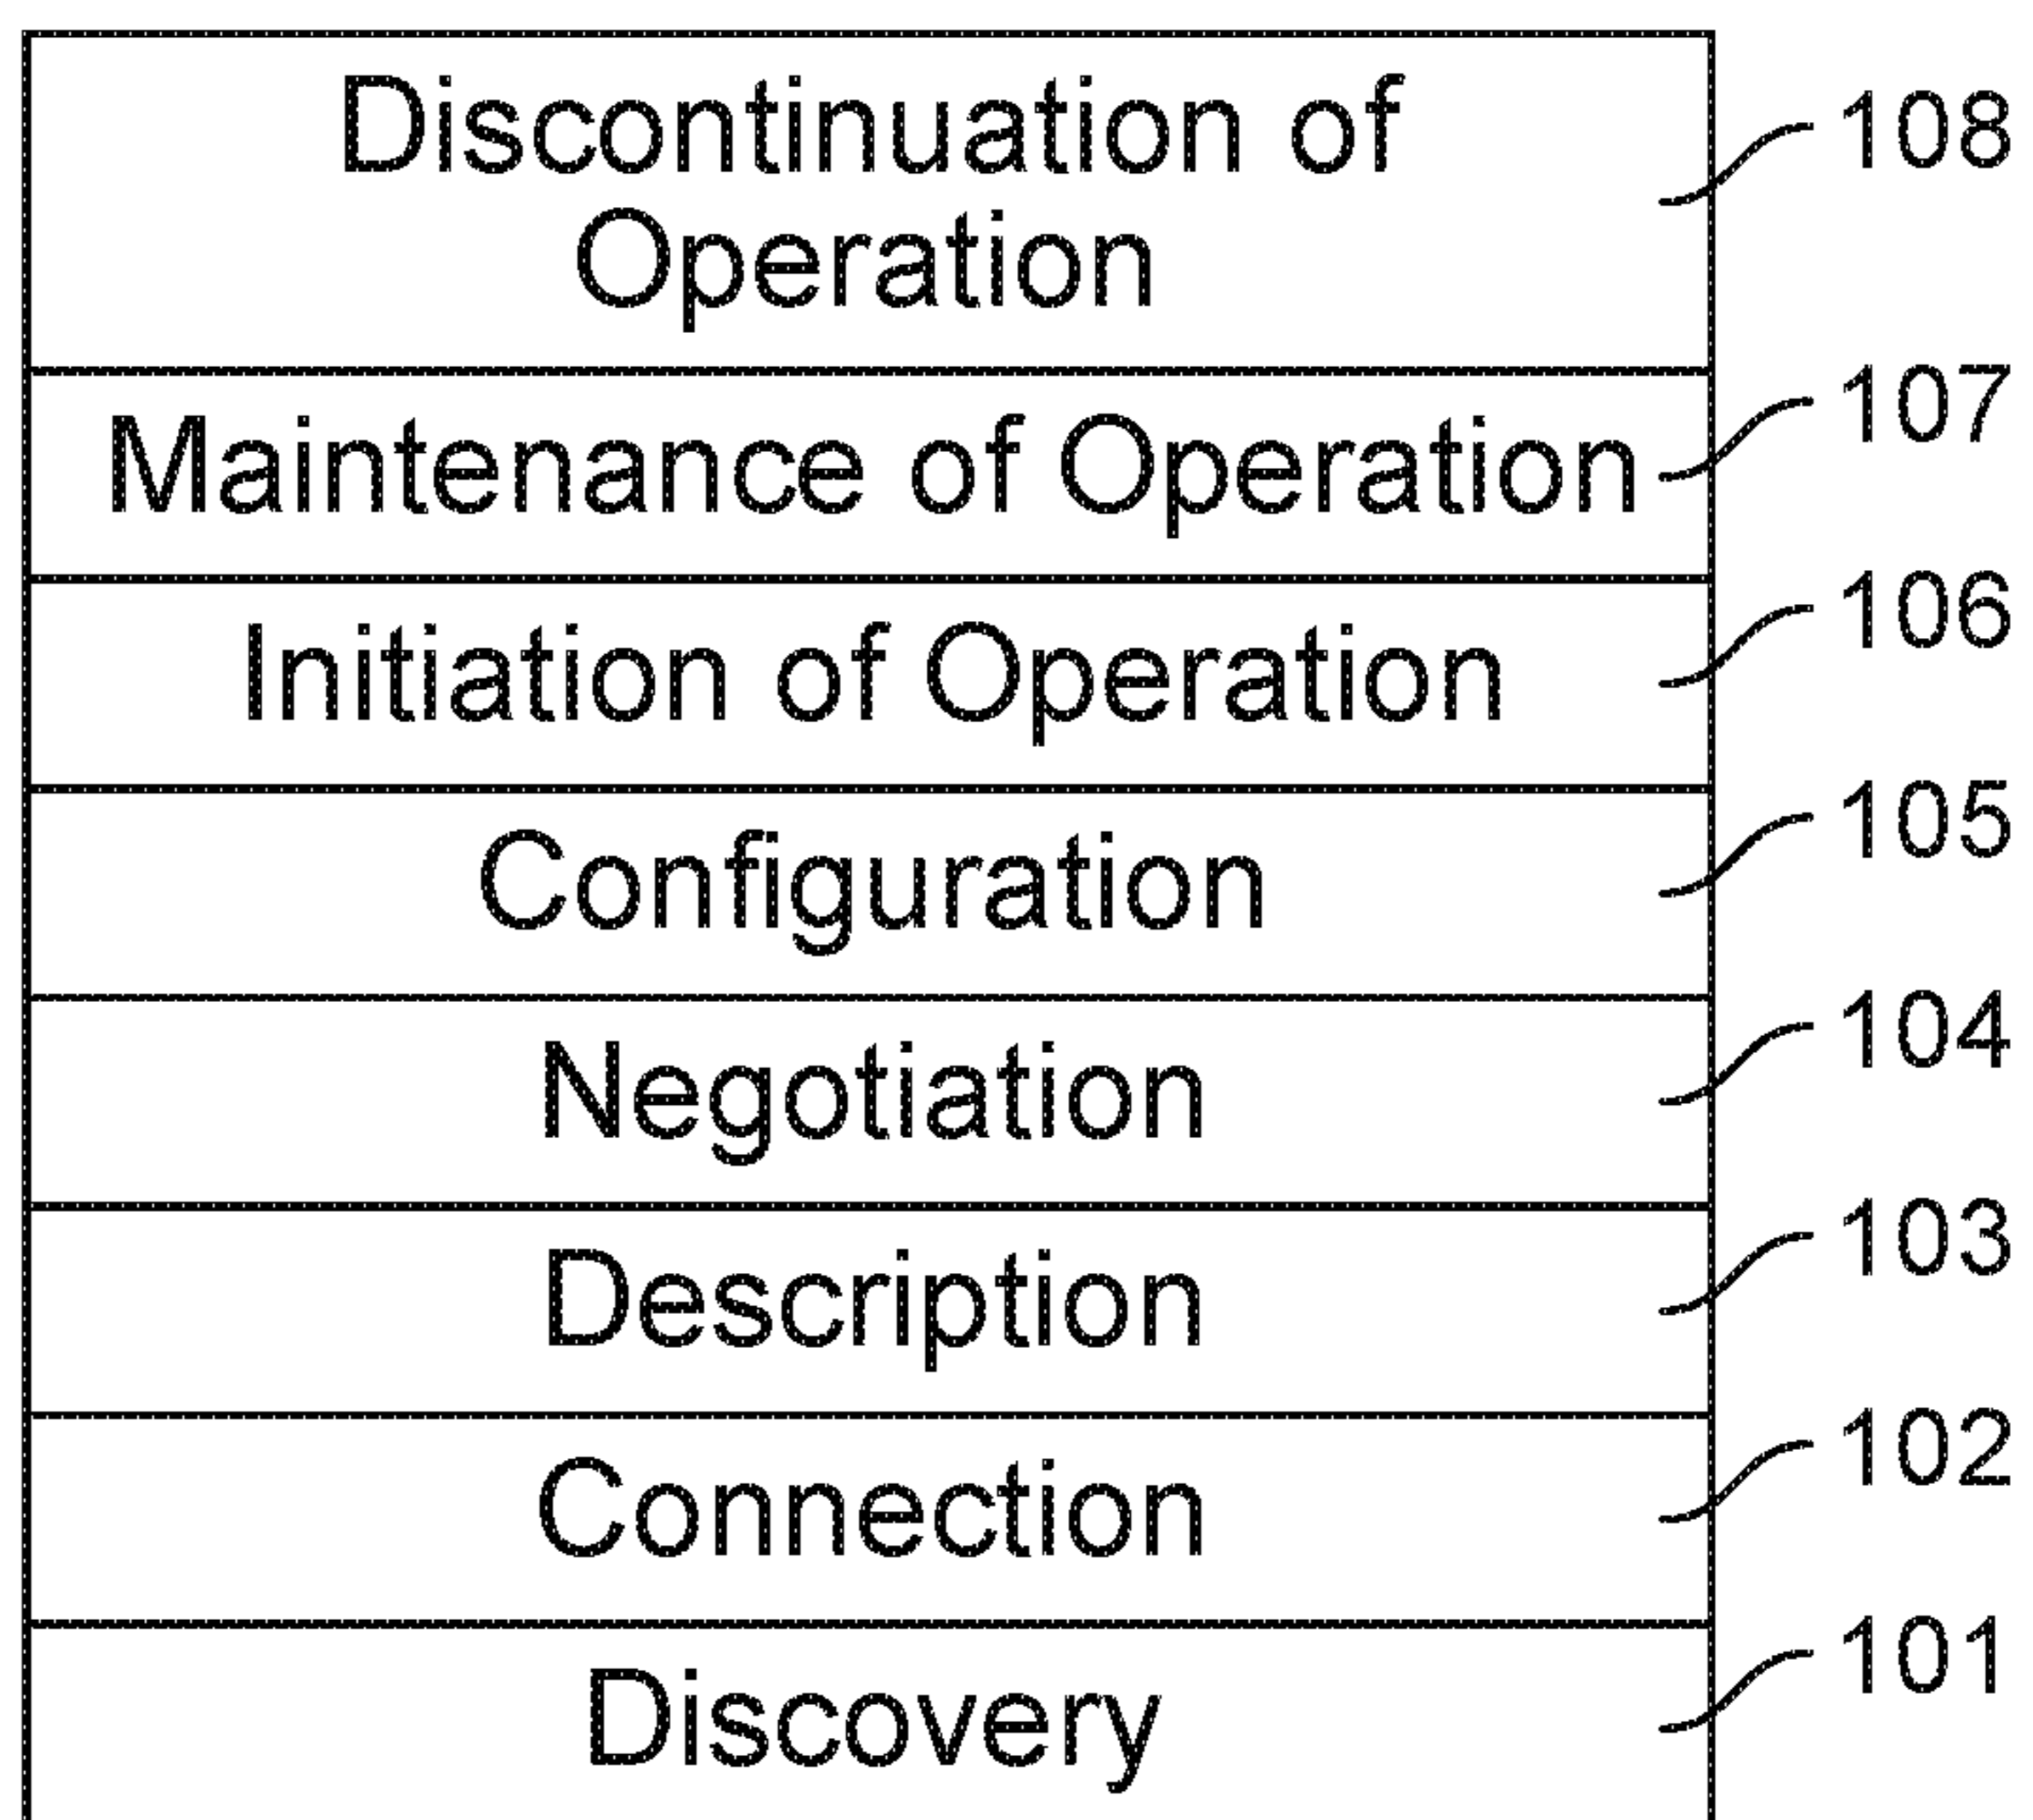 Discontinuation of
Operation
108
Maintenance of Operation
107
Initiation of Operation
106
Configuration
105
Negotiation
104
Description
103
Connection
102
Discovery
101